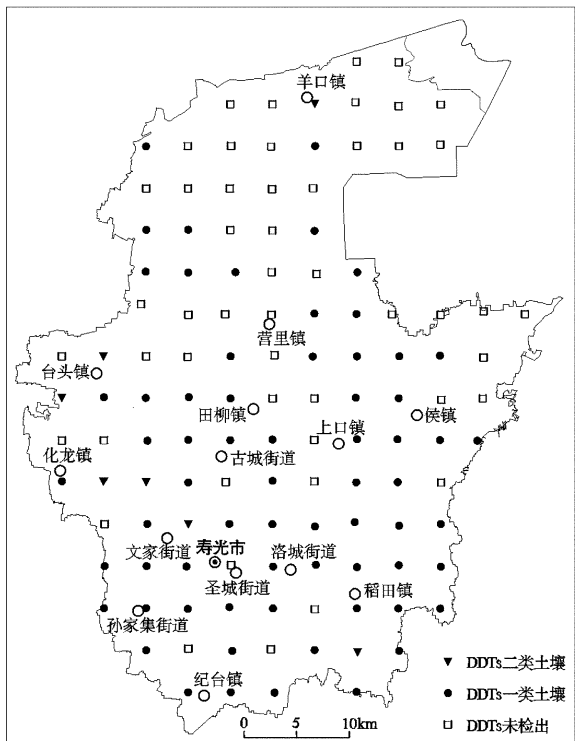 羊口镇
营里镇
台头镇
田柳镇
侯镇
上口镇
化龙镇
古城街道
文家街道
寿光市
洛城街道
圣城街道
稻田镇
孙家集街道
纪台镇
DDTs二类土壤
DDTs一类土壤
DDTs未检出
0 5 10km